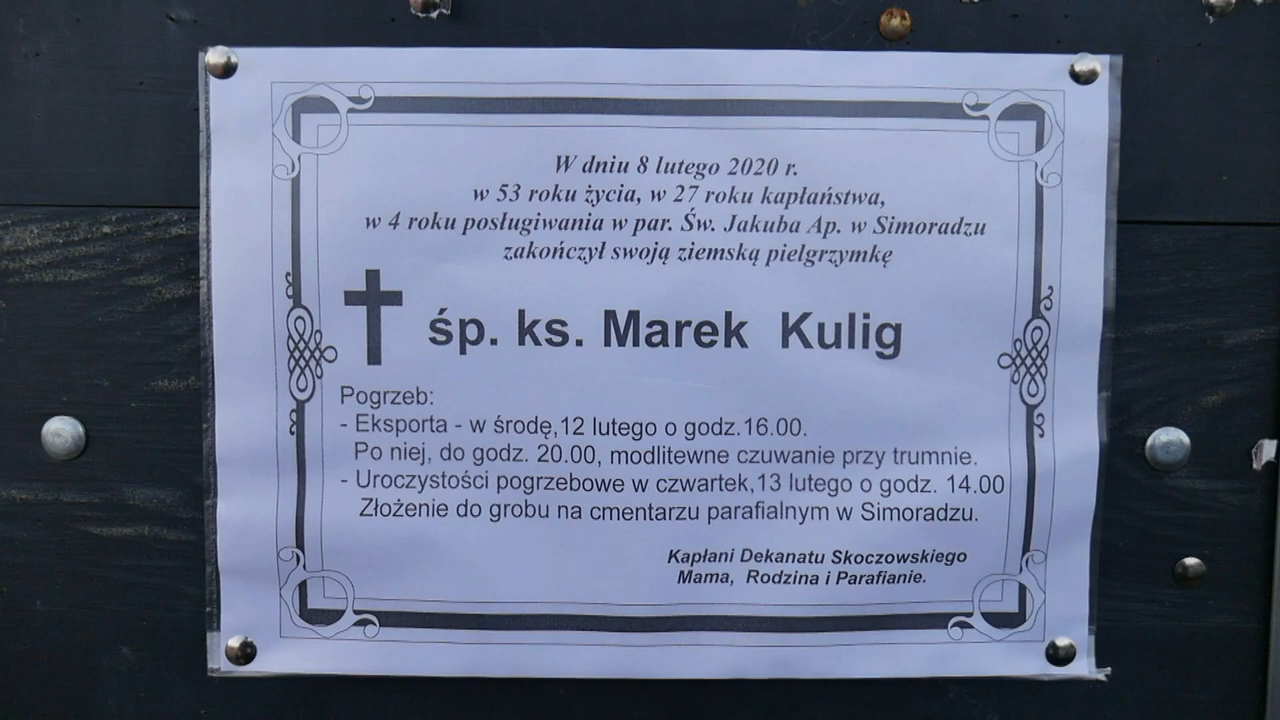 W dniu 8 lutego 2020 r.
w 53 roku życia, w 27 roku kapłaństwa,
w 4 roku posługiwania w par. Św. Jakuba Ap. w Simoradzu
zakończył swoją ziemską pielgrzymkę
śp. ks. Marek Kulig
Pogrzeb:
- Eksporta - w środę,12 lutego o godz.16.00.
Po niej, do godz. 20.00, modlitewne czuwanie przy trumnie.
- Uroczystości pogrzebowe w czwartek,13 lutego o godz. 14.00
Złożenie do grobu na cmentarzu parafialnym w Simoradzu.
Kapłani Dekanatu Skoczowskiego
Mama, Rodzina i Parafianie.